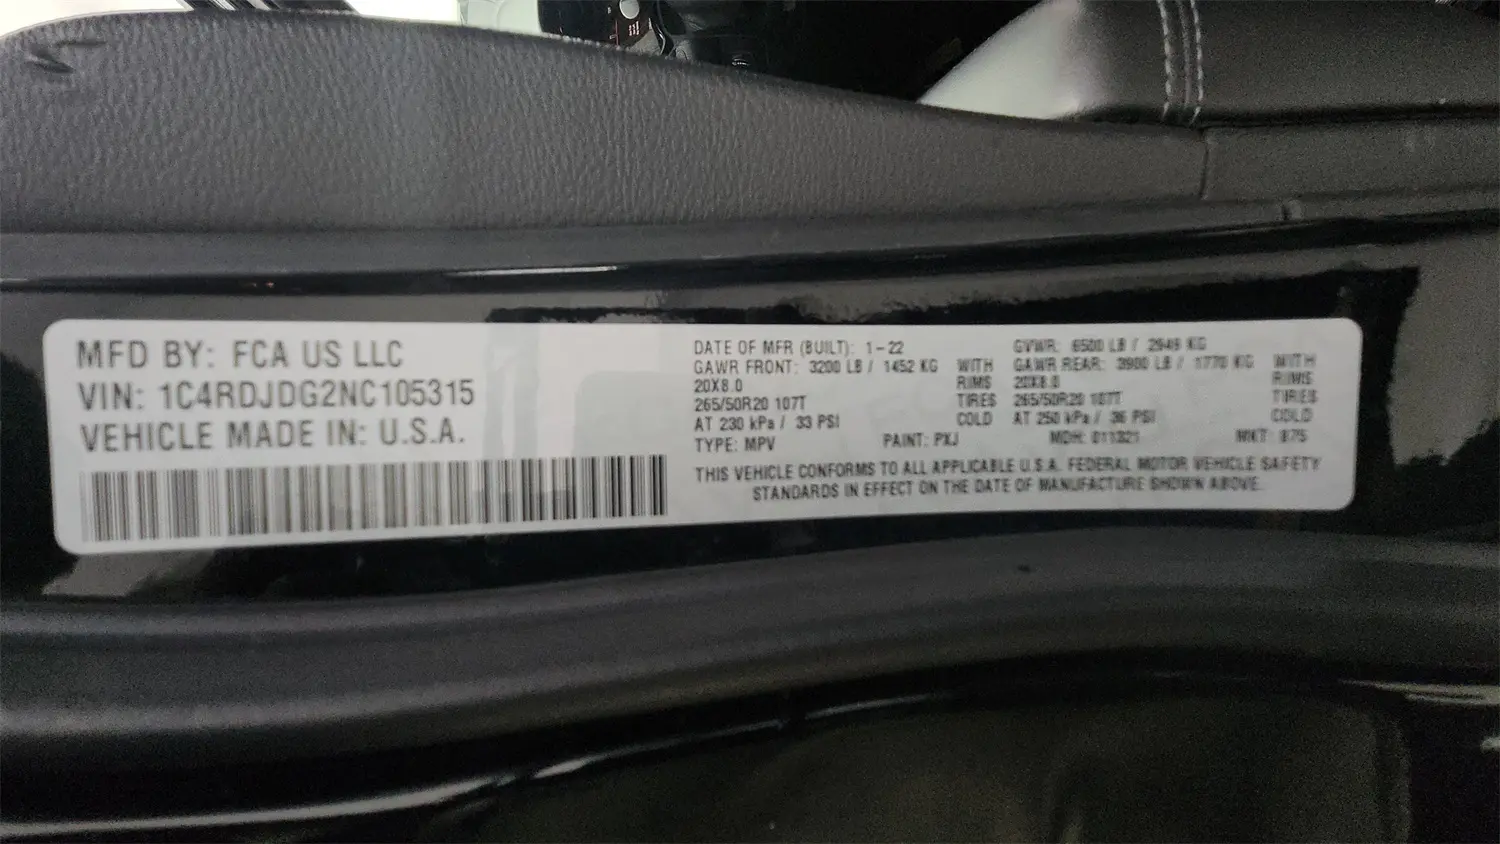 MFD BY: FCA US LLC
VIN: 1C4RDJDG2NC105315
VEHICLE MADE IN: U.S.A.
DATE OF MFR (BUILT): 1-22
GAWR FRONT: 3200 LB / 1452 KG WITH
20X8.0 RIMS
265/50R20 107T TIRES
AT 230 kPa / 33 PSI COLD
GVWR: 6500 LB / 2949 KG
GAWR REAR: 3900 LB / 1770 KG WITH
20X8.0 RIMS
265/50R20 107T TIRES
AT 250 kPa / 36 PSI COLD
TYPE: MPV PAINT: PXJ MDH: 011321 MKT:
THIS VEHICLE CONFORMS TO ALL APPLICABLE U.S.A. FEDERAL MOTOR VEHICLE SAFETY
STANDARDS IN EFFECT ON THE DATE OF MANUFACTURE SHOWN ABOVE.